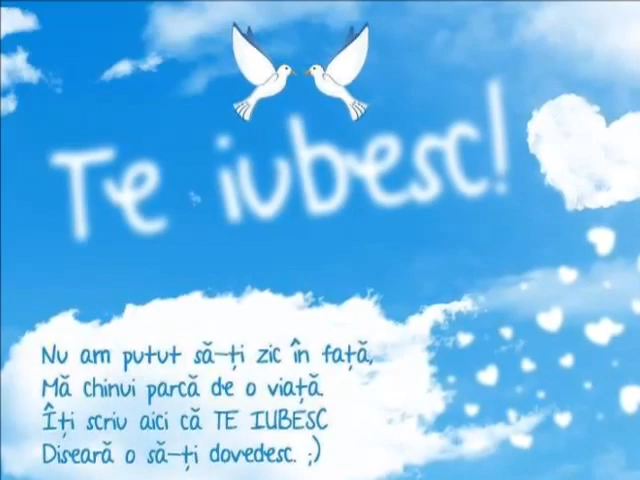 Te iubesc!
Nu am putut să-ți zic în față,
Mă chinui parcă de o viață.
Îți scriu aici că TE IUBESC
Diseară o să-ți dovedesc. ;)